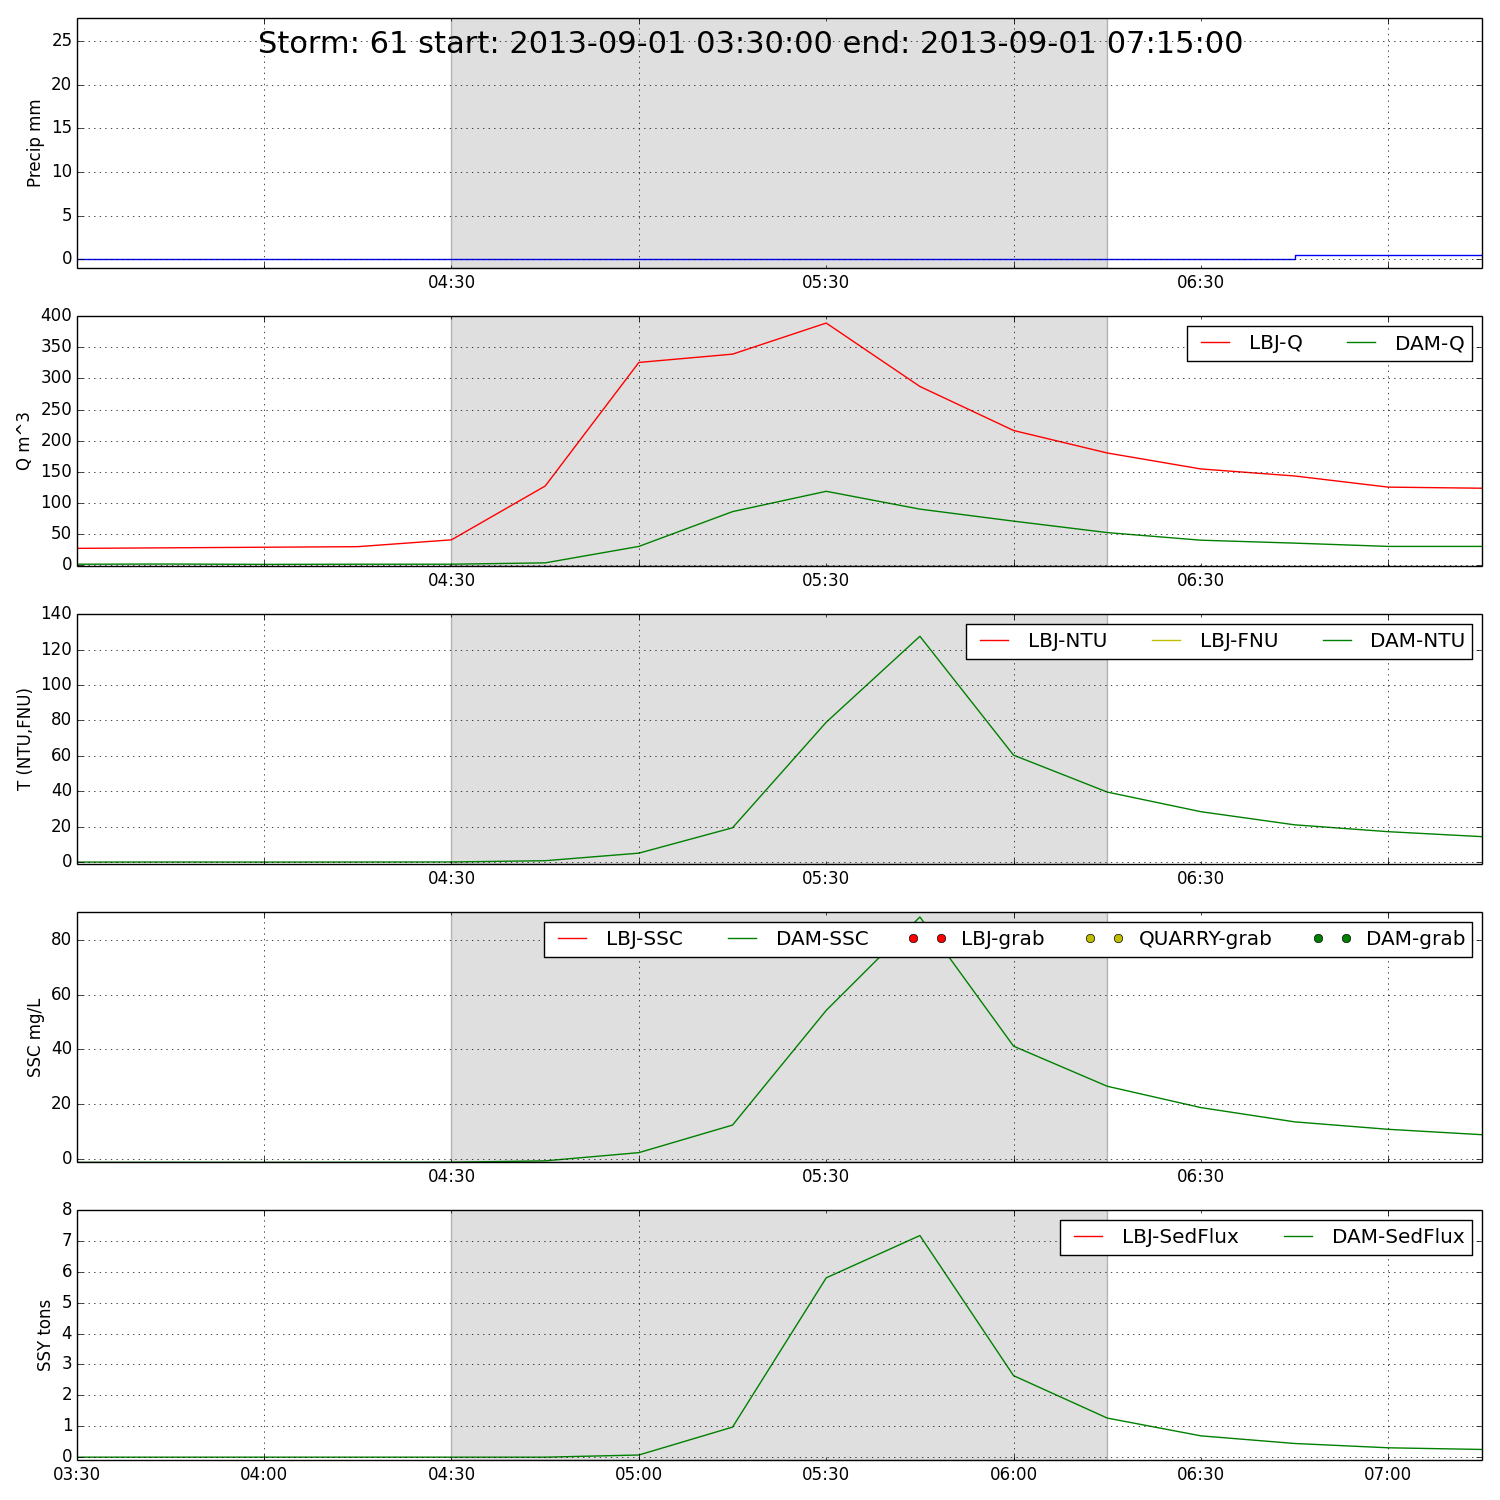 Storm: 61 start: 2013-09-01 03:30:00 end: 2013-09-01 07:15:00
Precip mm
25
20
15
10
5
0
04:30 05:30 06:30
Q m^3
400
350
300
250
200
150
100
50
0
LBJ-Q DAM-Q
04:30 05:30 06:30
T (NTU,FNU)
140
120
100
80
60
40
20
0
LBJ-NTU LBJ-FNU DAM-NTU
04:30 05:30 06:30
SSC mg/L
80
60
40
20
0
LBJ-SSC DAM-SSC LBJ-grab QUARRY-grab DAM-grab
04:30 05:30 06:30
SSY tons
8
7
6
5
4
3
2
1
0
LBJ-SedFlux DAM-SedFlux
03:30 04:00 04:30 05:00 05:30 06:00 06:30 07:00